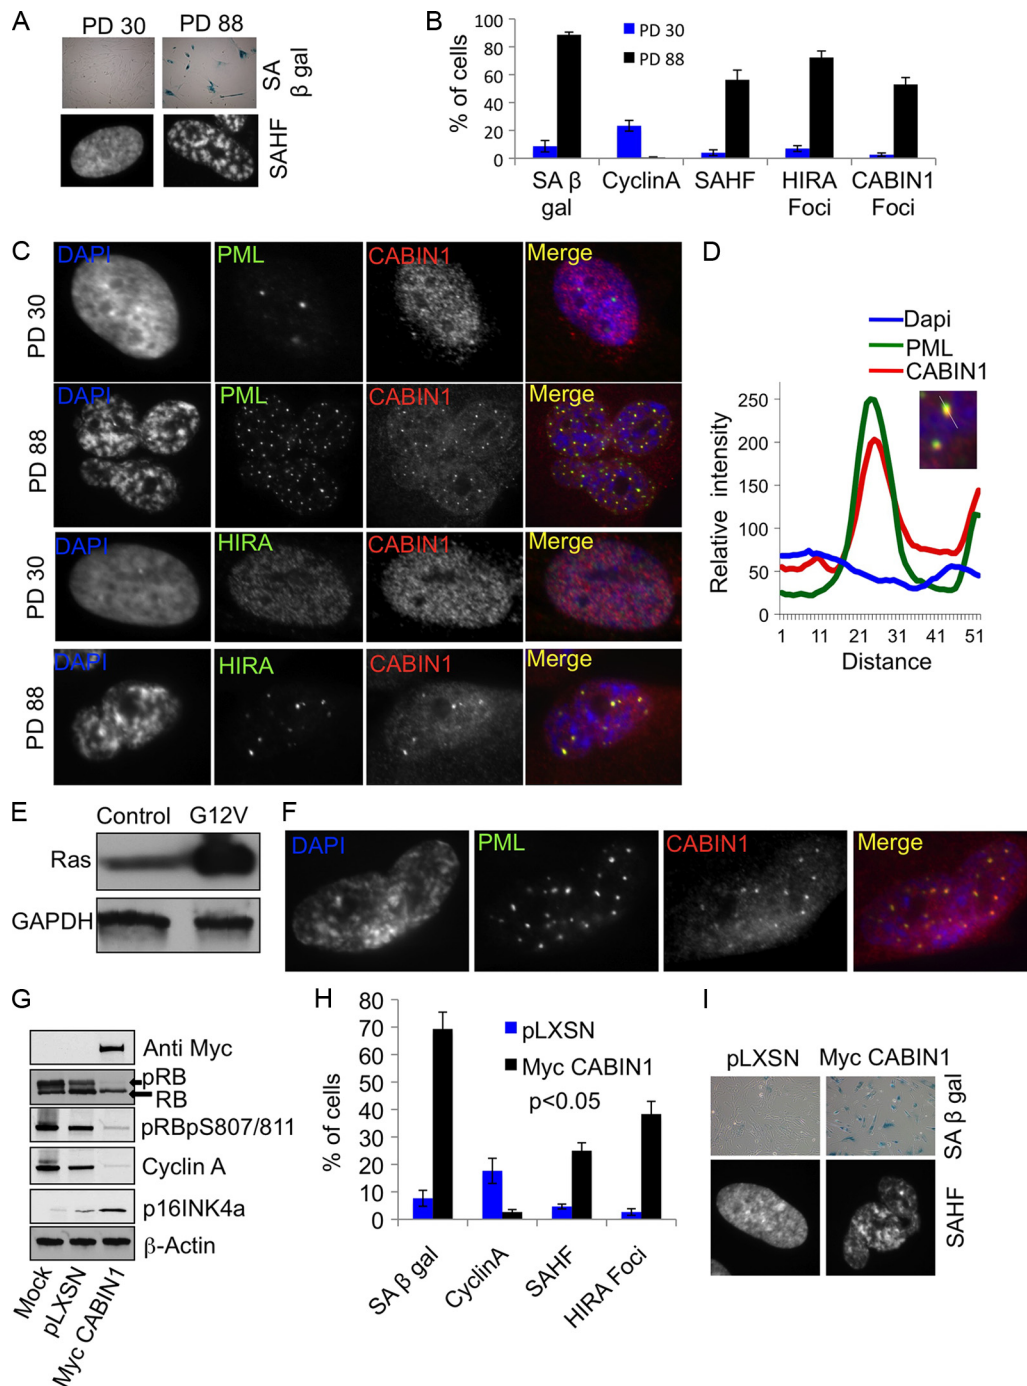 A
PD 30 PD 88
SA β gal
SAHF
B
100
80
60
40
20
0
% of cells
PD 30
PD 88
SA β gal
CyclinA
SAHF
HIRA Foci
CABIN1 Foci
C
PD 30
DAPI PML CABIN1 Merge
PD 88
DAPI PML CABIN1 Merge
PD 30
DAPI HIRA CABIN1 Merge
PD 88
DAPI HIRA CABIN1 Merge
D
Dapi
PML
CABIN1
Relative intensity
250
200
150
100
50
0
1 11 21 31 41 51
Distance
E
Control G12V
Ras
GAPDH
F
DAPI PML CABIN1 Merge
G
Anti Myc
pRB
RB
pRBpS807/811
Cyclin A
p16INK4a
β-Actin
Mock
pLXSN
Myc CABIN1
H
80
70
60
50
40
30
20
10
0
% of cells
pLXSN
Myc CABIN1
p<0.05
SA β gal
CyclinA
SAHF
HIRA Foci
I
pLXSN Myc CABIN1
SA β gal
SAHF